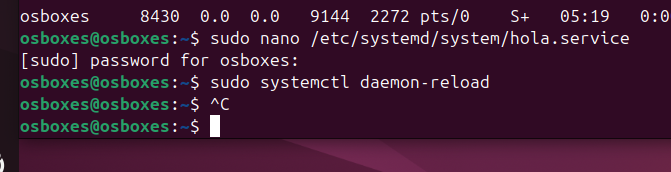 osboxes     8430  0.0  0.0   9144  2272 pts/0    S+   05:19   0:0
osboxes@osboxes:~$ sudo nano /etc/systemd/system/hola.service
[sudo] password for osboxes:
osboxes@osboxes:~$ sudo systemctl daemon-reload
osboxes@osboxes:~$ ^C
osboxes@osboxes:~$